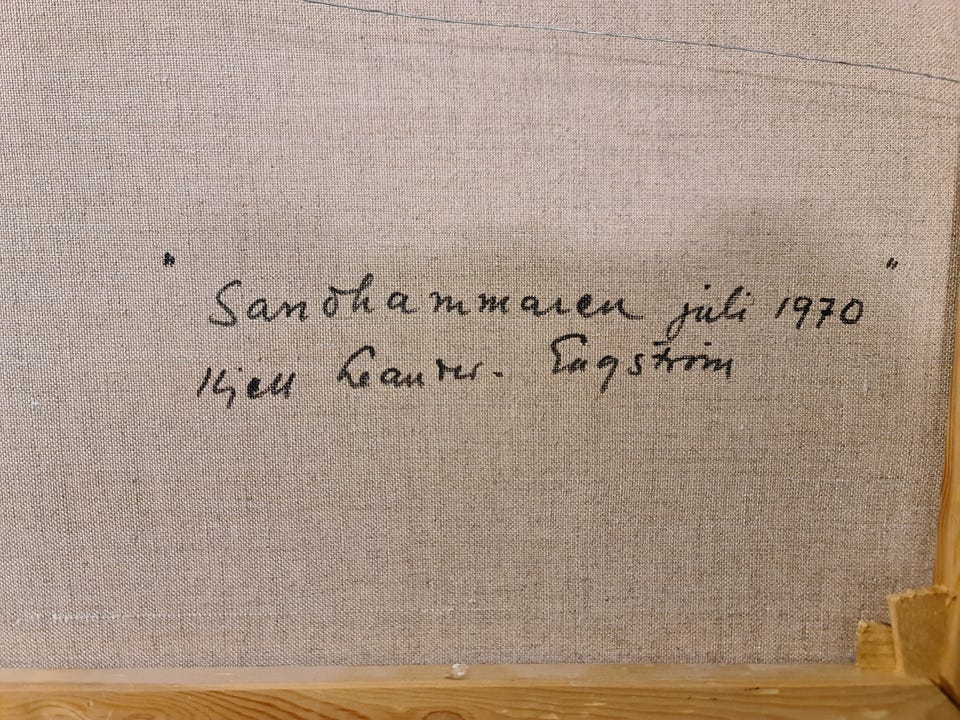 " Sandhammaren juli 1970 "
Kjell Leander - Engström